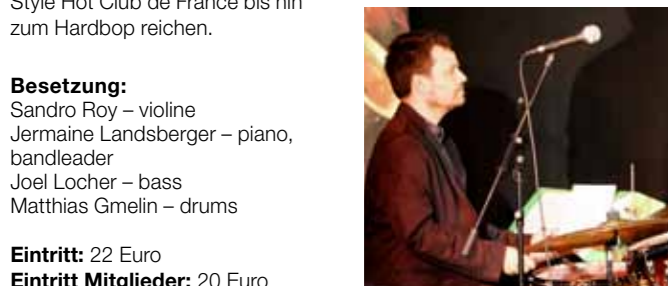 Style Hot Club de France bis hin
zum Hardbop reichen.
Besetzung:
Sandro Roy – violine
Jermaine Landsberger – piano,
bandleader
Joel Locher – bass
Matthias Gmelin – drums
Eintritt: 22 Euro
Eintritt Mitglieder: 20 Euro